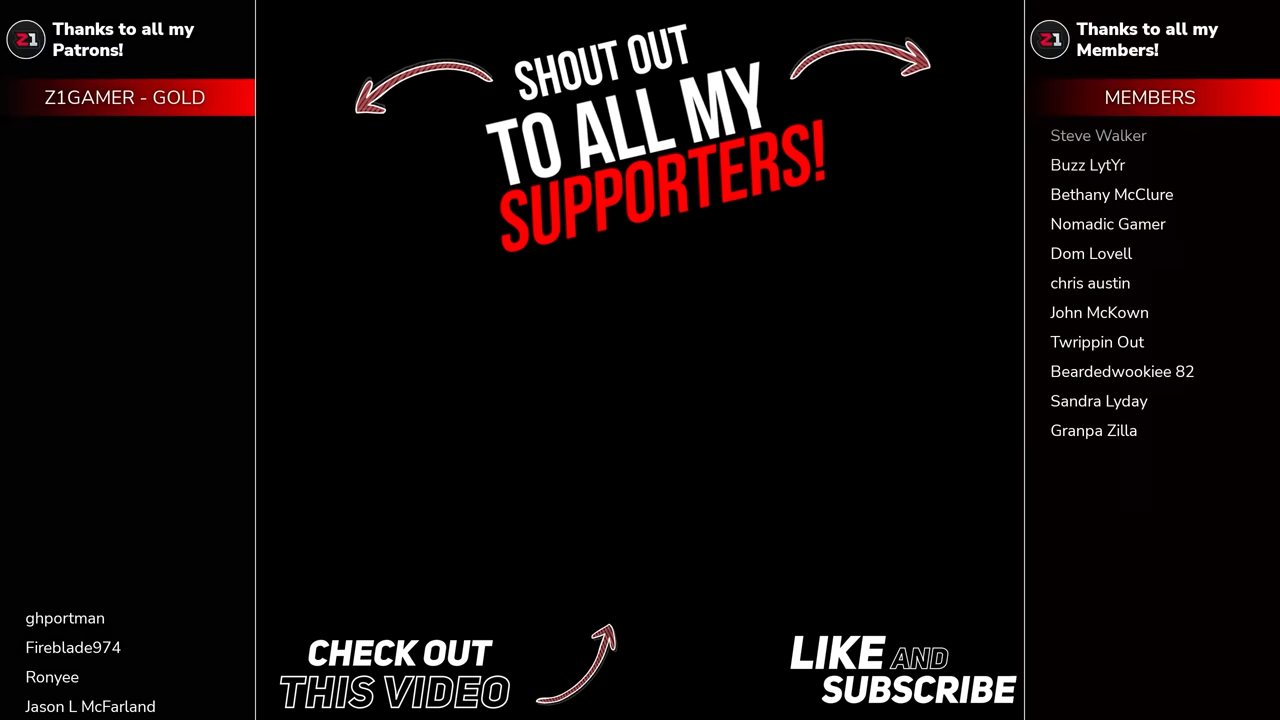 Z1
Thanks to all my
Patrons!
Z1GAMER - GOLD
ghportman
Fireblade974
Ronyee
Jason L McFarland
SHOUT OUT
TO ALL MY
SUPPORTERS!
CHECK OUT
THIS VIDEO
LIKE AND
SUBSCRIBE
Z1
Thanks to all my
Members!
MEMBERS
Steve Walker
Buzz LytYr
Bethany McClure
Nomadic Gamer
Dom Lovell
chris austin
John McKown
Twrippin Out
Beardedwookiee 82
Sandra Lyday
Granpa Zilla